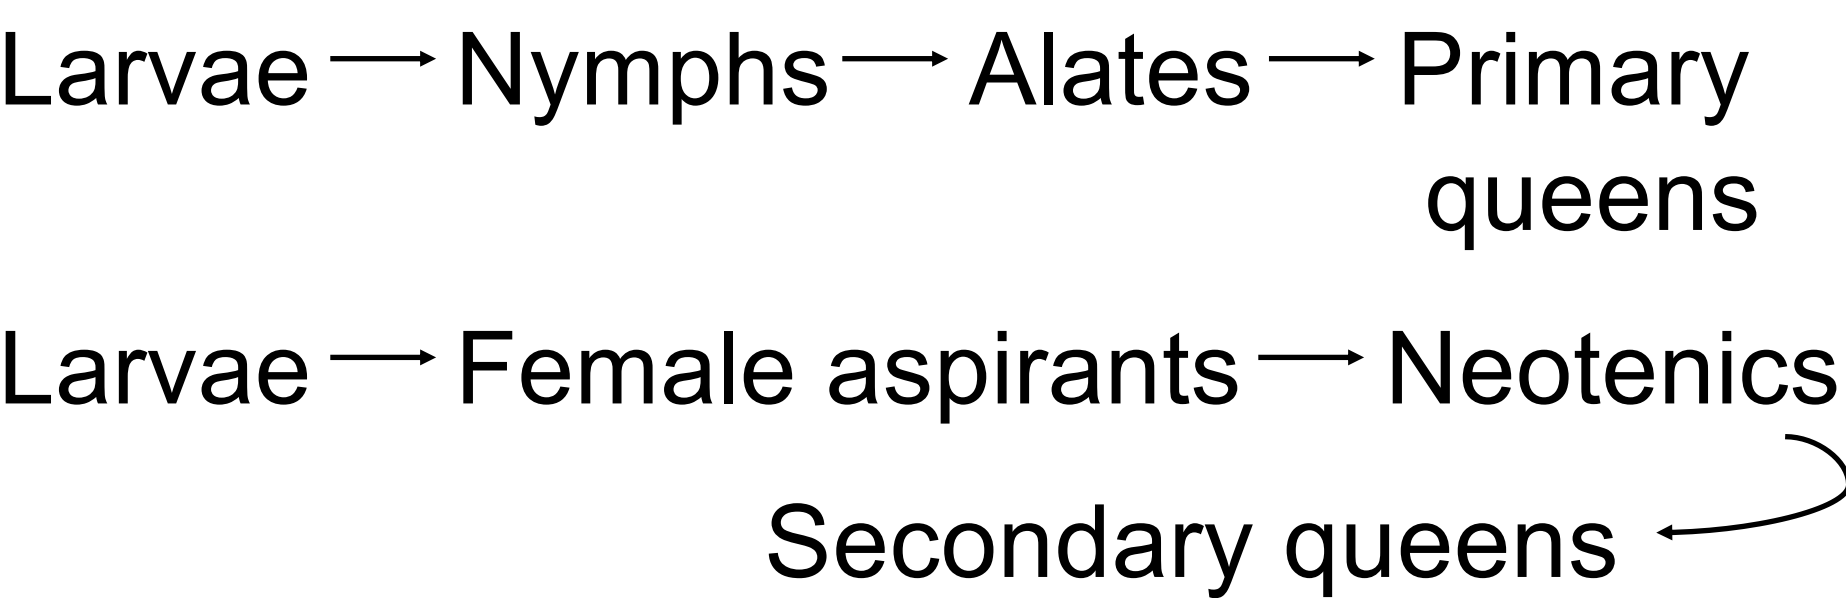 Larvae → Nymphs → Alates → Primary
queens
Larvae → Female aspirants → Neotenics
Secondary queens